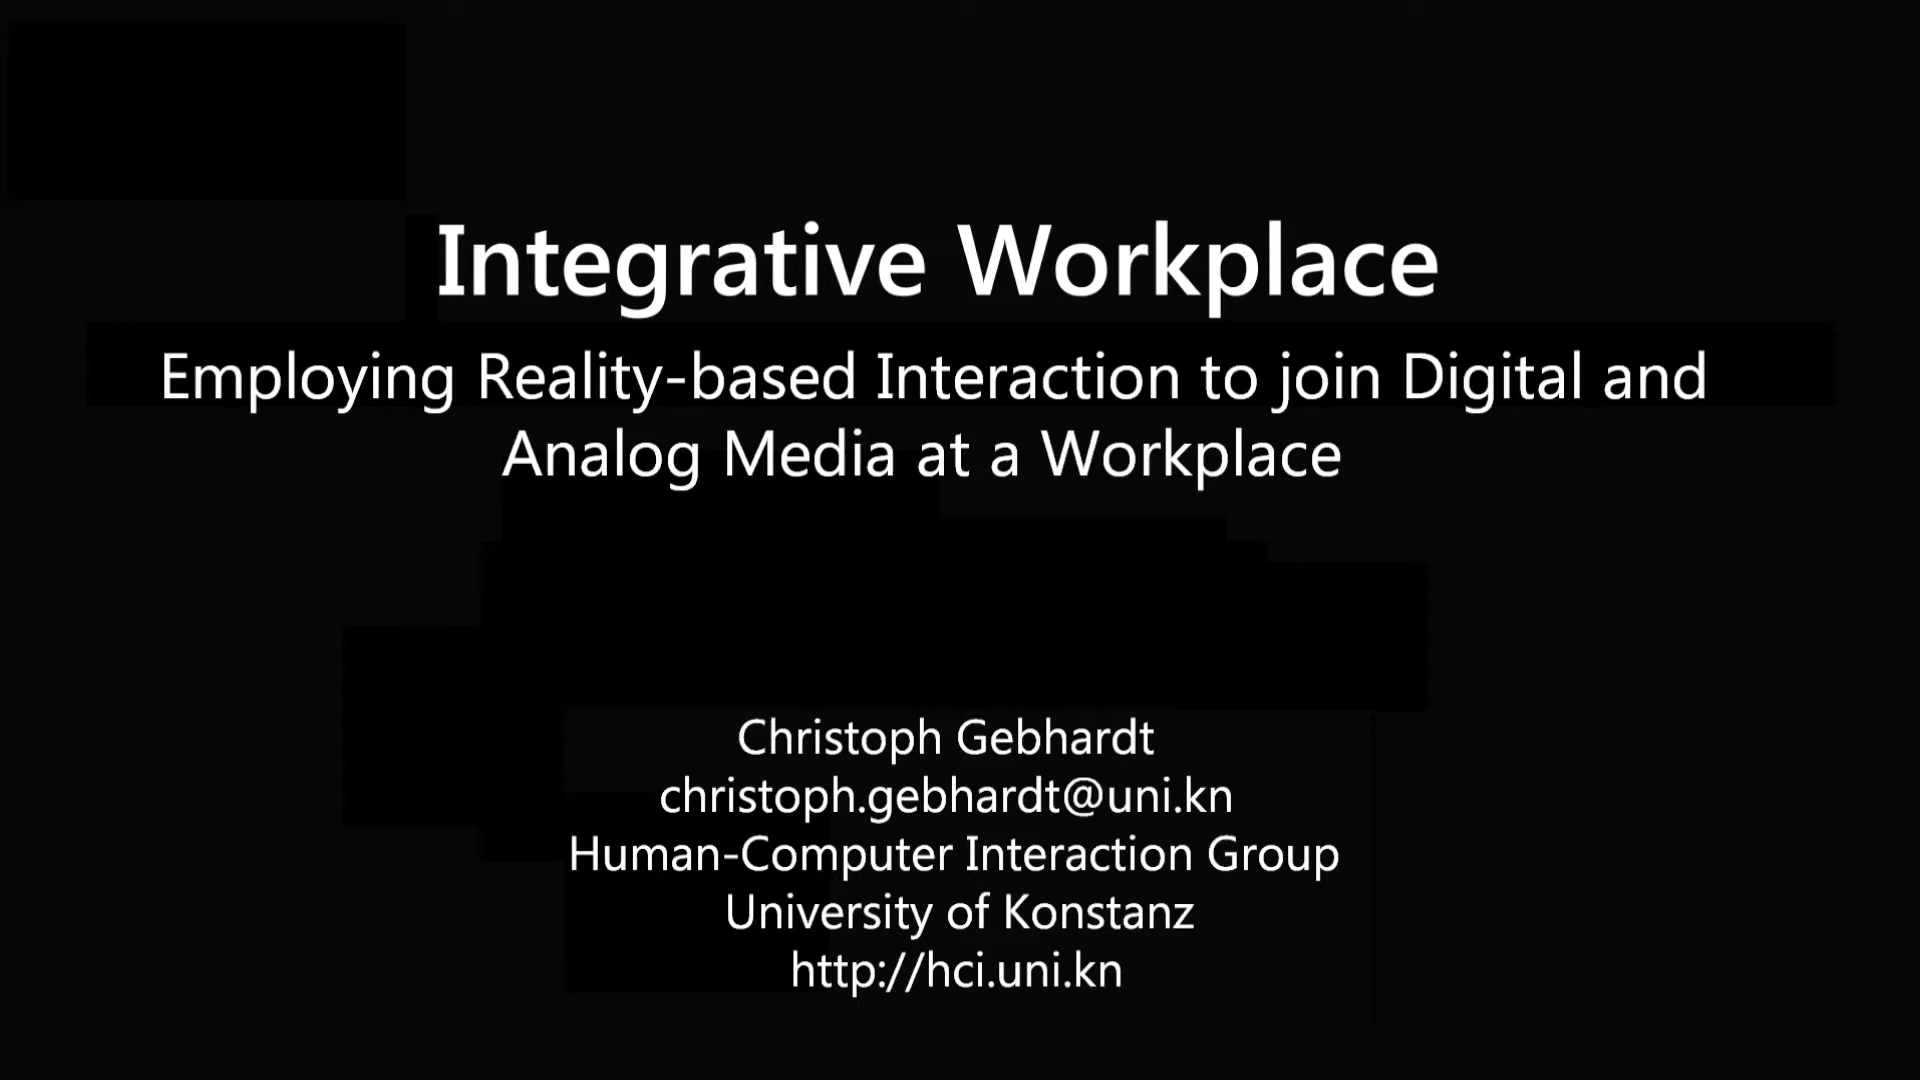 Integrative Workplace
Employing Reality-based Interaction to join Digital and
Analog Media at a Workplace
Christoph Gebhardt
christoph.gebhardt@uni.kn
Human-Computer Interaction Group
University of Konstanz
http://hci.uni.kn